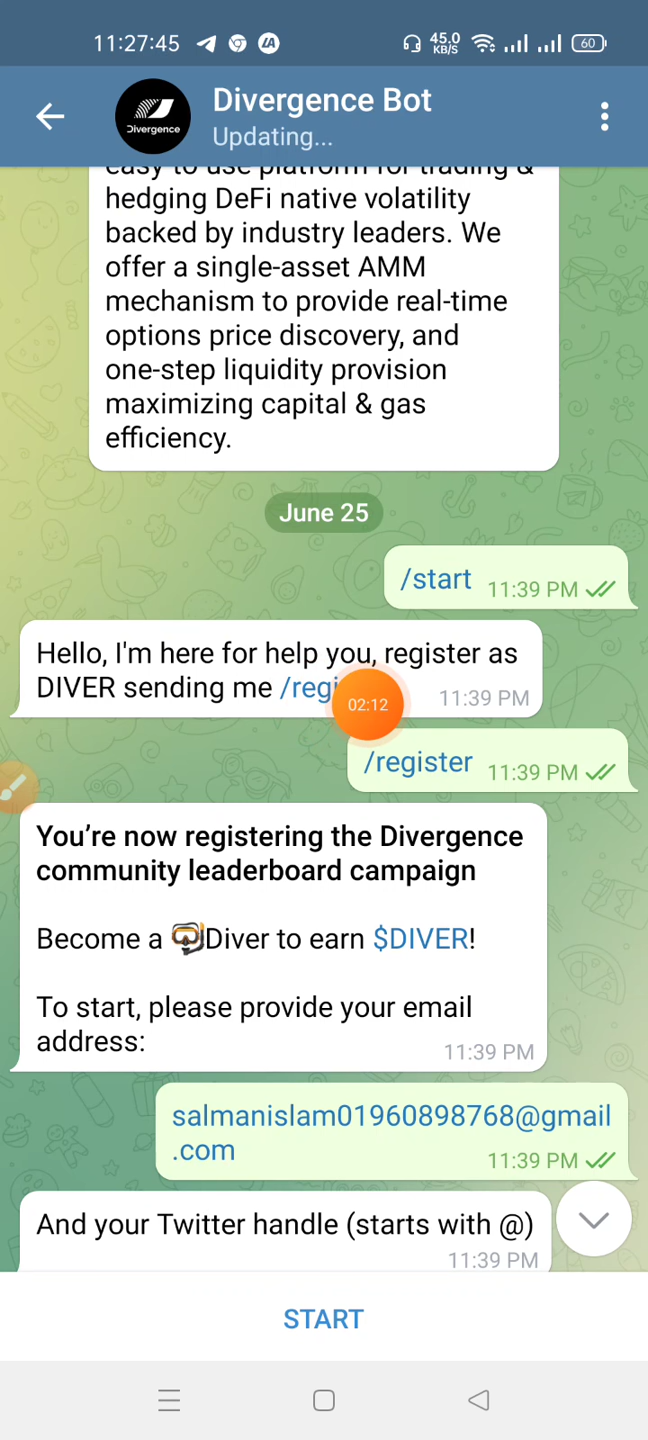 11:27:45 LA 45.0 KB/S 60
Divergence Bot
Divergence
Updating...
easy to use platform for trading &
hedging DeFi native volatility
backed by industry leaders. We
offer a single-asset AMM
mechanism to provide real-time
options price discovery, and
one-step liquidity provision
maximizing capital & gas
efficiency.
June 25
/start 11:39 PM
Hello, I'm here for help you, register as
DIVER sending me /regi 11:39 PM
02:12
/register 11:39 PM
You’re now registering the Divergence
community leaderboard campaign
Become a 🤿Diver to earn $DIVER!
To start, please provide your email
address:
11:39 PM
salmanislam01960898768@gmail
.com 11:39 PM
And your Twitter handle (starts with @)
11:39 PM
START